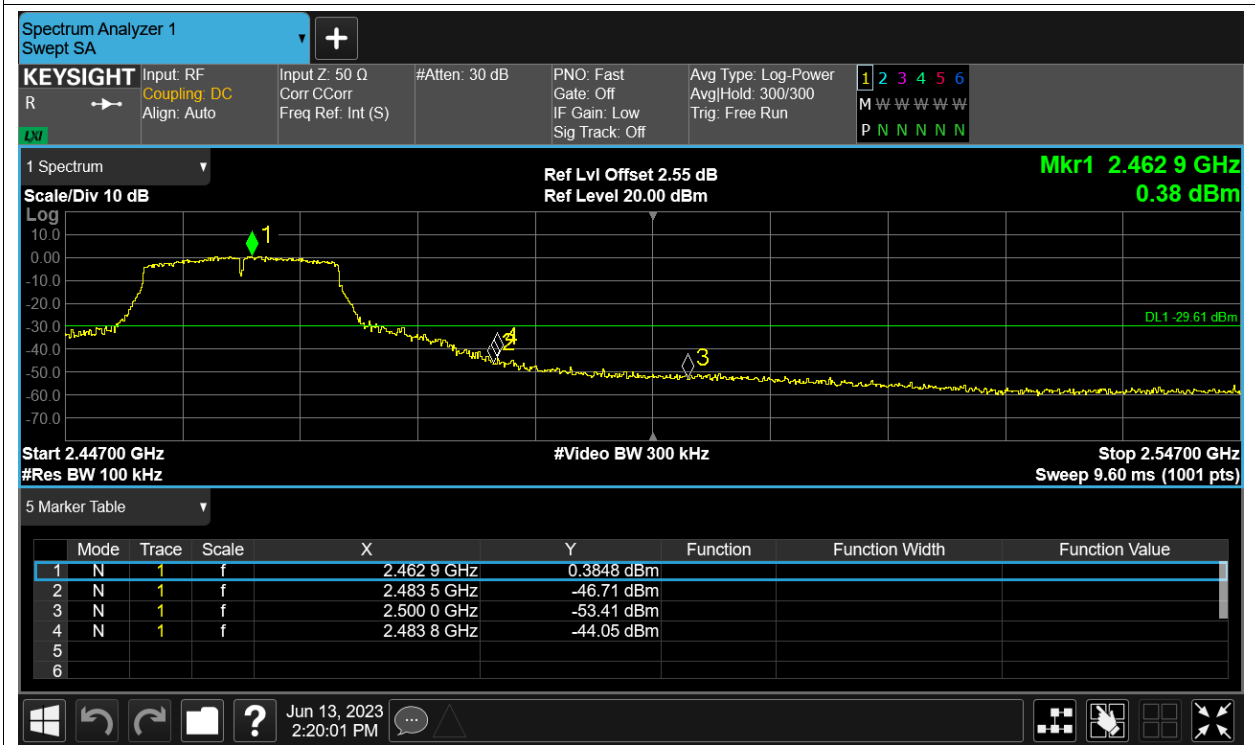 Spectrum Analyzer 1
Swept SA
KEYSIGHT
R
LXI
Input: RF
Coupling: DC
Align: Auto
Input Z: 50 Ω
Corr CCorr
Freq Ref: Int (S)
#Atten: 30 dB
PNO: Fast
Gate: Off
IF Gain: Low
Sig Track: Off
Avg Type: Log-Power
Avg|Hold: 300/300
Trig: Free Run
1 2 3 4 5 6
M W W W W W
P N N N N N
1 Spectrum
Scale/Div 10 dB
Ref Lvl Offset 2.55 dB
Ref Level 20.00 dBm
Mkr1 2.462 9 GHz
0.38 dBm
Log
10.0
0.00
-10.0
-20.0
-30.0
-40.0
-50.0
-60.0
-70.0
1
4
2
3
DL1 -29.61 dBm
Start 2.44700 GHz
#Video BW 300 kHz
Stop 2.54700 GHz
#Res BW 100 kHz
Sweep 9.60 ms (1001 pts)
5 Marker Table
Mode Trace Scale X Y Function Function Width Function Value
1 N 1 f 2.462 9 GHz 0.3848 dBm
2 N 1 f 2.483 5 GHz -46.71 dBm
3 N 1 f 2.500 0 GHz -53.41 dBm
4 N 1 f 2.483 8 GHz -44.05 dBm
5
6
?
Jun 13, 2023
2:20:01 PM